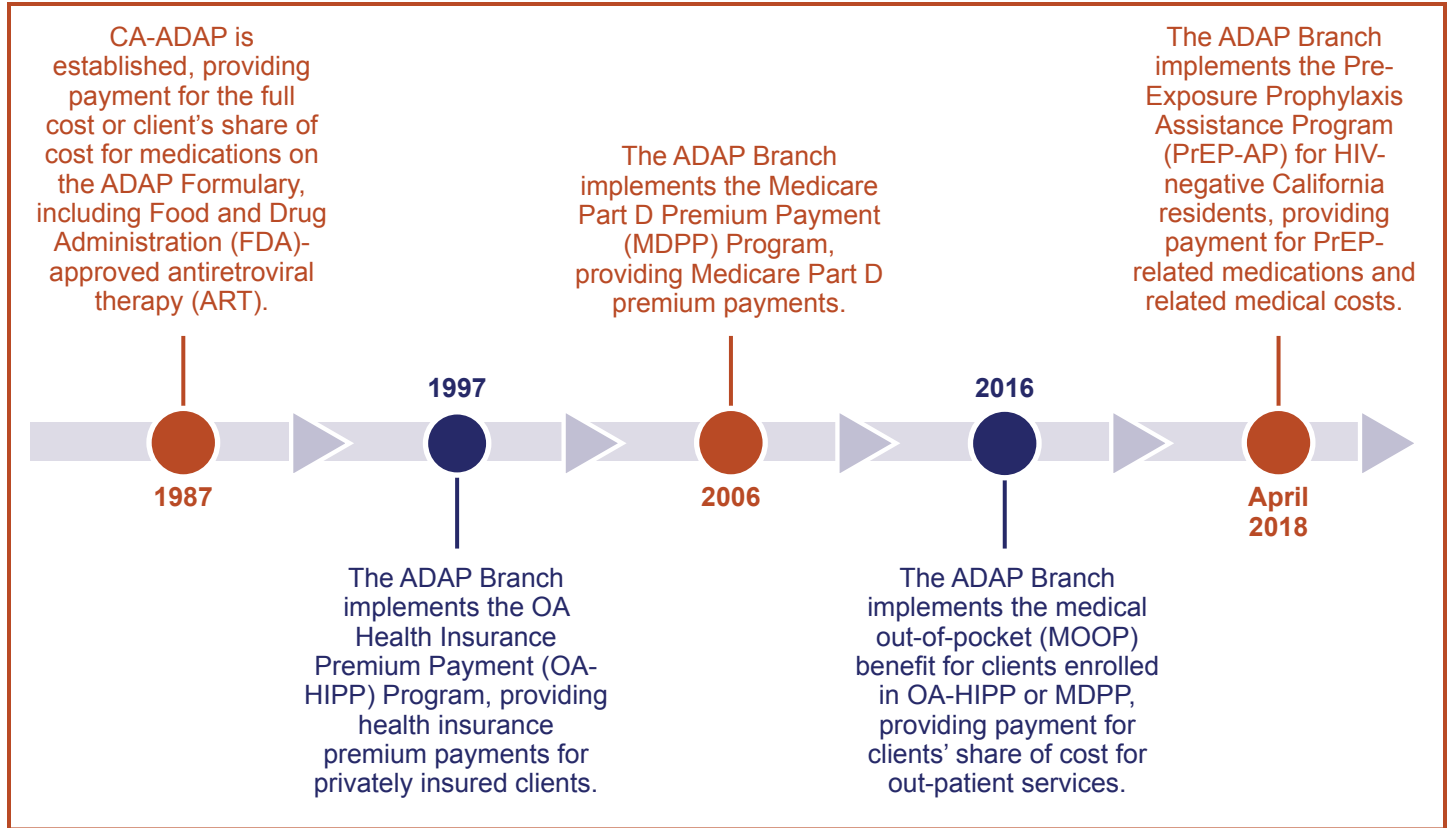 CA-ADAP is
established, providing
payment for the full
cost or client's share of
cost for medications on
the ADAP Formulary,
including Food and Drug
Administration (FDA)-
approved antiretroviral
therapy (ART).
1987
1997
The ADAP Branch
implements the OA
Health Insurance
Premium Payment (OA-
HIPP) Program, providing
health insurance
premium payments for
privately insured clients.
The ADAP Branch
implements the Medicare
Part D Premium Payment
(MDPP) Program,
providing Medicare Part D
premium payments.
2006
2016
The ADAP Branch
implements the medical
out-of-pocket (MOOP)
benefit for clients enrolled
in OA-HIPP or MDPP,
providing payment for
clients' share of cost for
out-patient services.
The ADAP Branch
implements the Pre-
Exposure Prophylaxis
Assistance Program
(PrEP-AP) for HIV-
negative California
residents, providing
payment for PrEP-
related medications and
related medical costs.
April
2018